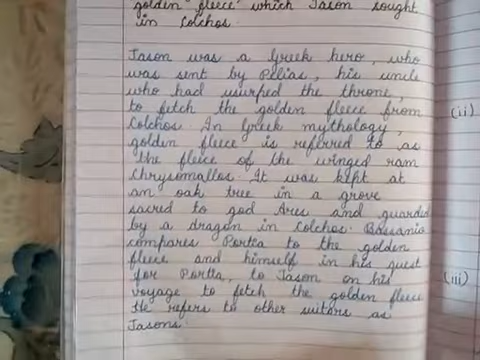 golden fleece which Jason sought
in Colchos.
Jason was a Greek hero, who
was sent by Pelias, his uncle
who had usurped the throne,
to fetch the golden fleece from
Colchos. In Greek mythology,
golden fleece is referred to as
the fleece of the winged ram
Chrysomallos. It was kept at
an oak tree in a grove
sacred to god Ares and guarded
by a dragon in Colchos. Bassanio
compares Portia to the golden
fleece and himself in his quest
for Portia, to Jason on his
voyage to fetch the golden fleece
He refers to other suitors as
Jasons.
(ii)
(iii)